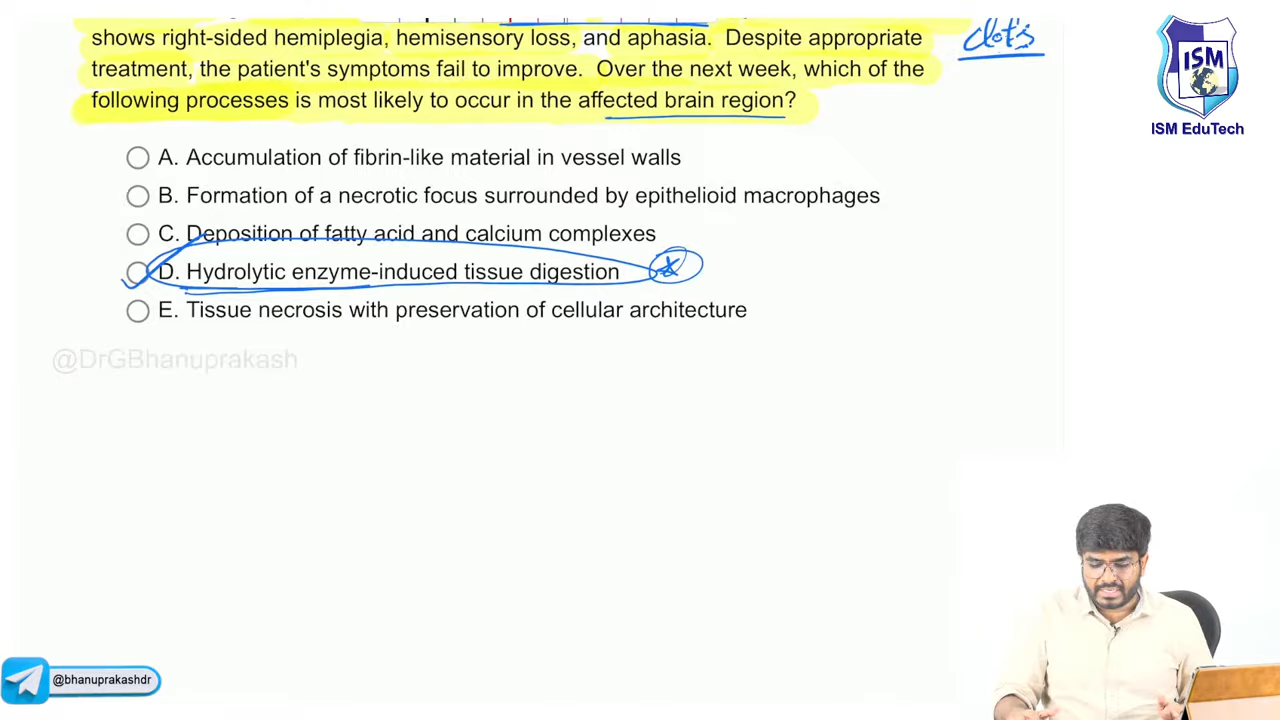 shows right-sided hemiplegia, hemisensory loss, and aphasia. Despite appropriate
treatment, the patient's symptoms fail to improve. Over the next week, which of the
following processes is most likely to occur in the affected brain region?
clots
ISM
ISM EduTech
A. Accumulation of fibrin-like material in vessel walls
B. Formation of a necrotic focus surrounded by epithelioid macrophages
C. Deposition of fatty acid and calcium complexes
D. Hydrolytic enzyme-induced tissue digestion
E. Tissue necrosis with preservation of cellular architecture
@DrGBhanuprakash
@bhanuprakashdr